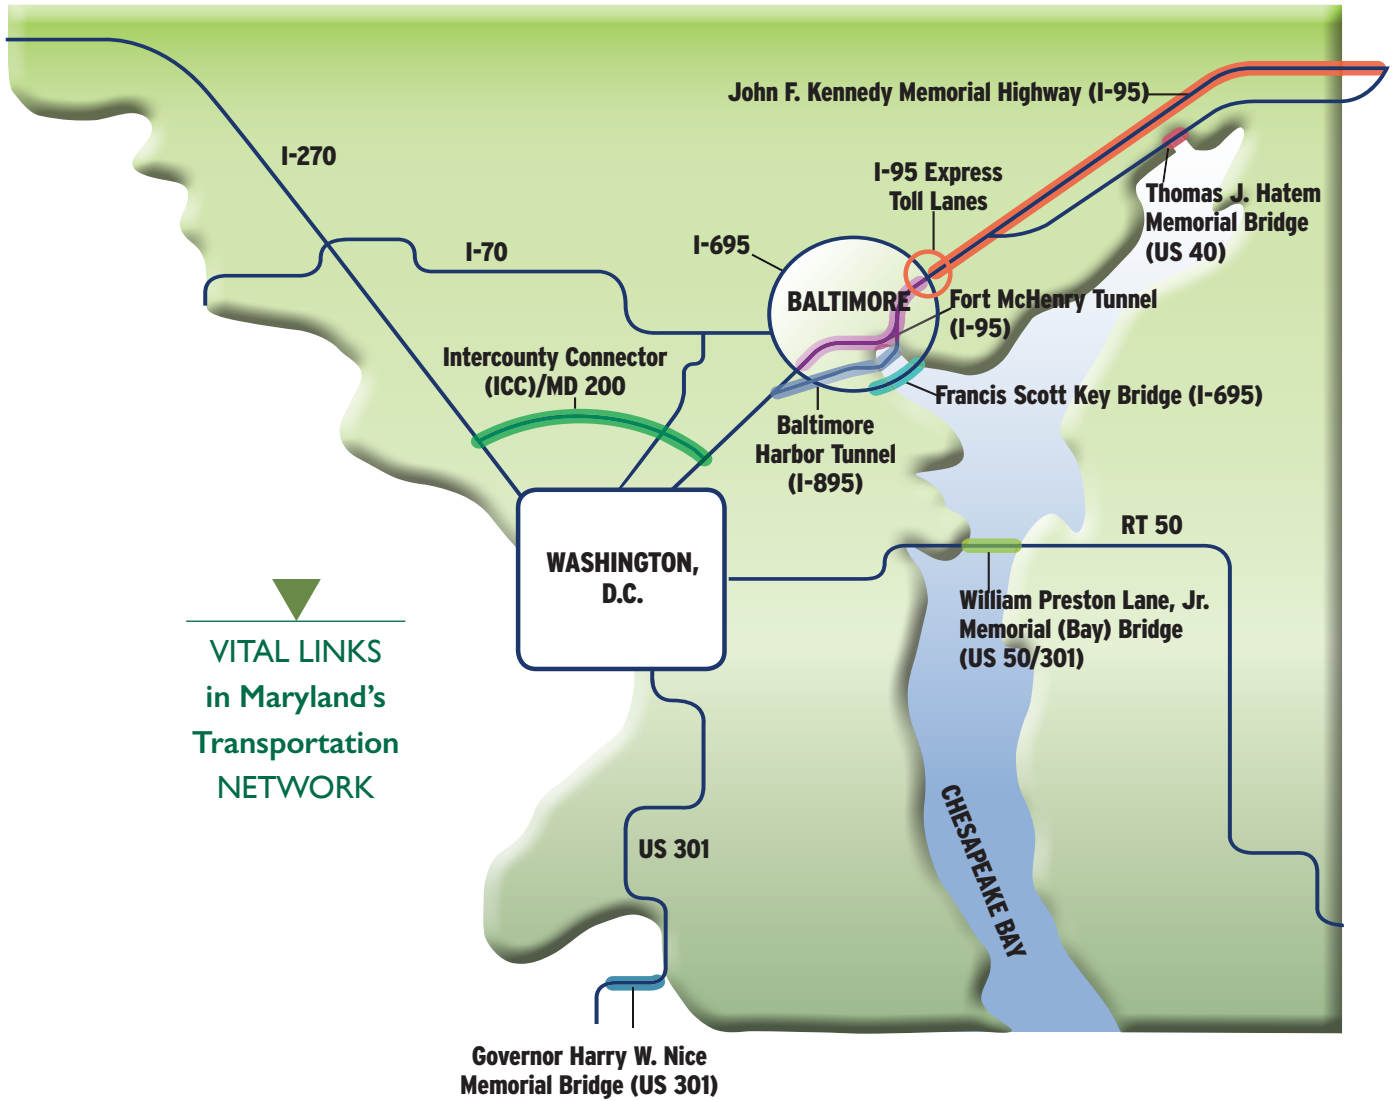 John F. Kennedy Memorial Highway (I-95)
I-270
I-95 Express
Toll Lanes
Thomas J. Hatem
Memorial Bridge
(US 40)
I-695
I-70
BALTIMORE
Fort McHenry Tunnel
(I-95)
Intercounty Connector
(ICC)/MD 200
Francis Scott Key Bridge (I-695)
Baltimore
Harbor Tunnel
(I-895)
RT 50
WASHINGTON,
D.C.
William Preston Lane, Jr.
Memorial (Bay) Bridge
(US 50/301)
VITAL LINKS
in Maryland's
Transportation
NETWORK
CHESAPEAKE BAY
US 301
Governor Harry W. Nice
Memorial Bridge (US 301)